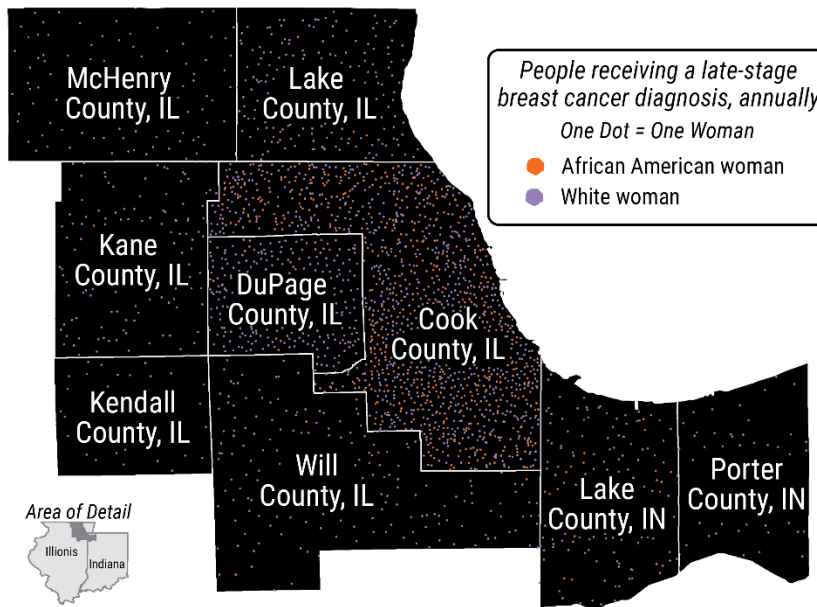 McHenry
County, IL
Lake
County, IL
People receiving a late-stage
breast cancer diagnosis, annually
One Dot = One Woman
African American woman
White woman
Kane
County, IL
DuPage
County, IL
Cook
County, IL
Kendall
County, IL
Will
County, IL
Lake
County, IN
Porter
County, IN
Area of Detail
Illionis
Indiana